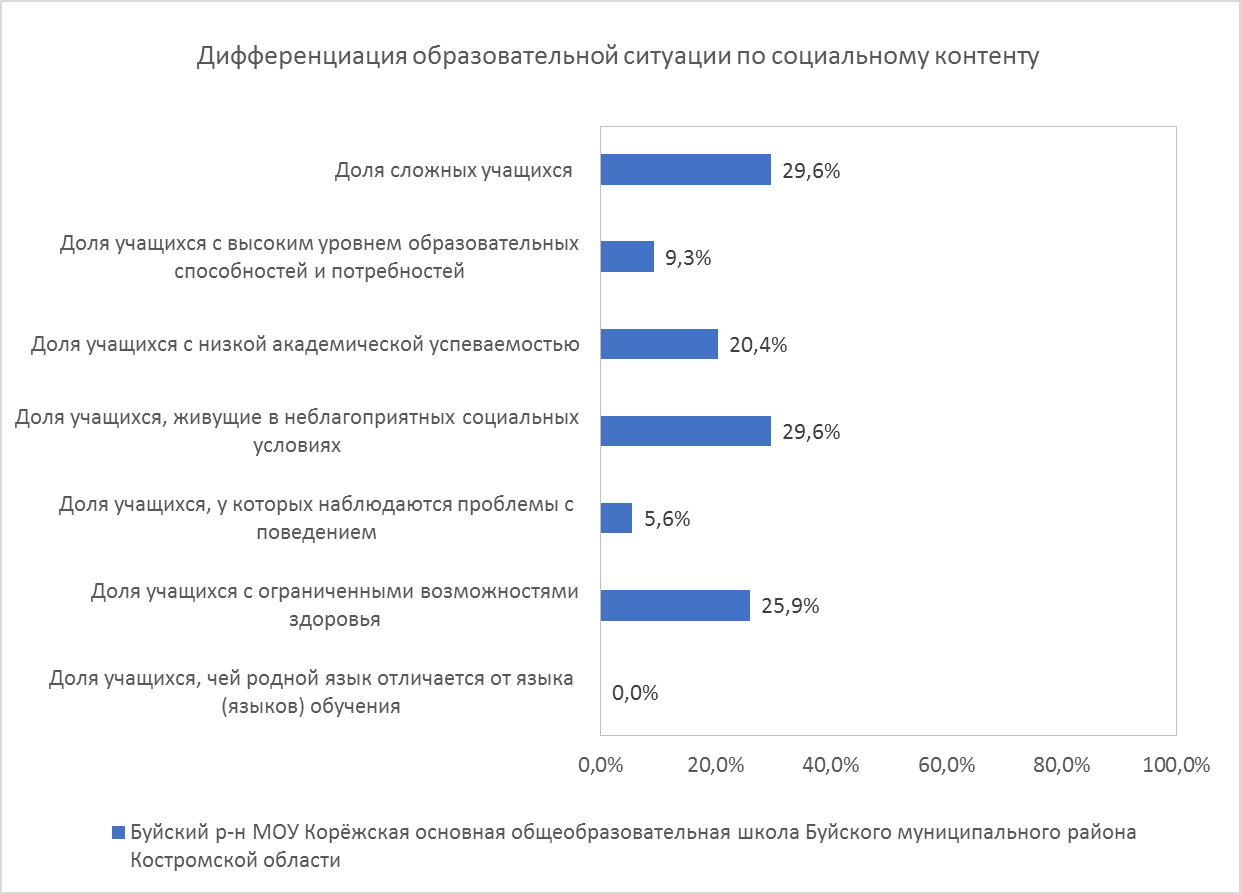 Дифференциация образовательной ситуации по социальному контенту
Доля сложных учащихся
29,6%
Доля учащихся с высоким уровнем образовательных
способностей и потребностей
9,3%
Доля учащихся с низкой академической успеваемостью
20,4%
Доля учащихся, живущие в неблагоприятных социальных
условиях
29,6%
Доля учащихся, у которых наблюдаются проблемы с
поведением
5,6%
Доля учащихся с ограниченными возможностями
здоровья
25,9%
Доля учащихся, чей родной язык отличается от языка
(языков) обучения
0,0%
0,0% 20,0% 40,0% 60,0% 80,0% 100,0%
Буйский р-н МОУ Корёжская основная общеобразовательная школа Буйского муниципального района
Костромской области